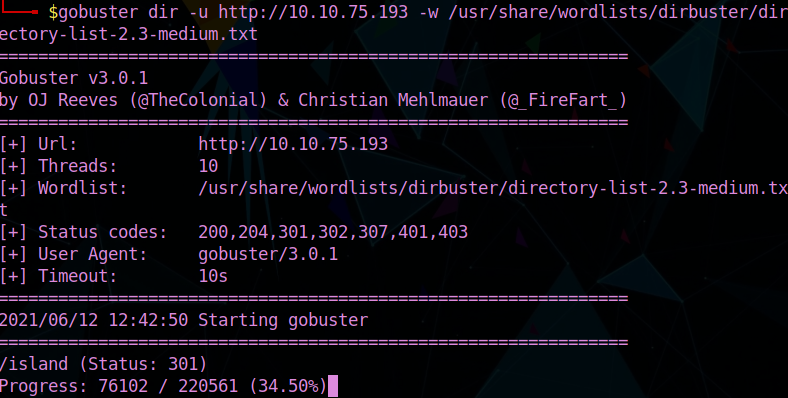 $gobuster dir -u http://10.10.75.193 -w /usr/share/wordlists/dirbuster/dir
ectory-list-2.3-medium.txt
===============================================================
Gobuster v3.0.1
by OJ Reeves (@TheColonial) & Christian Mehlmauer (@_FireFart_)
===============================================================
[+] Url:            http://10.10.75.193
[+] Threads:        10
[+] Wordlist:       /usr/share/wordlists/dirbuster/directory-list-2.3-medium.tx
t
[+] Status codes:   200,204,301,302,307,401,403
[+] User Agent:     gobuster/3.0.1
[+] Timeout:        10s
===============================================================
2021/06/12 12:42:50 Starting gobuster
===============================================================
/island (Status: 301)
Progress: 76102 / 220561 (34.50%)